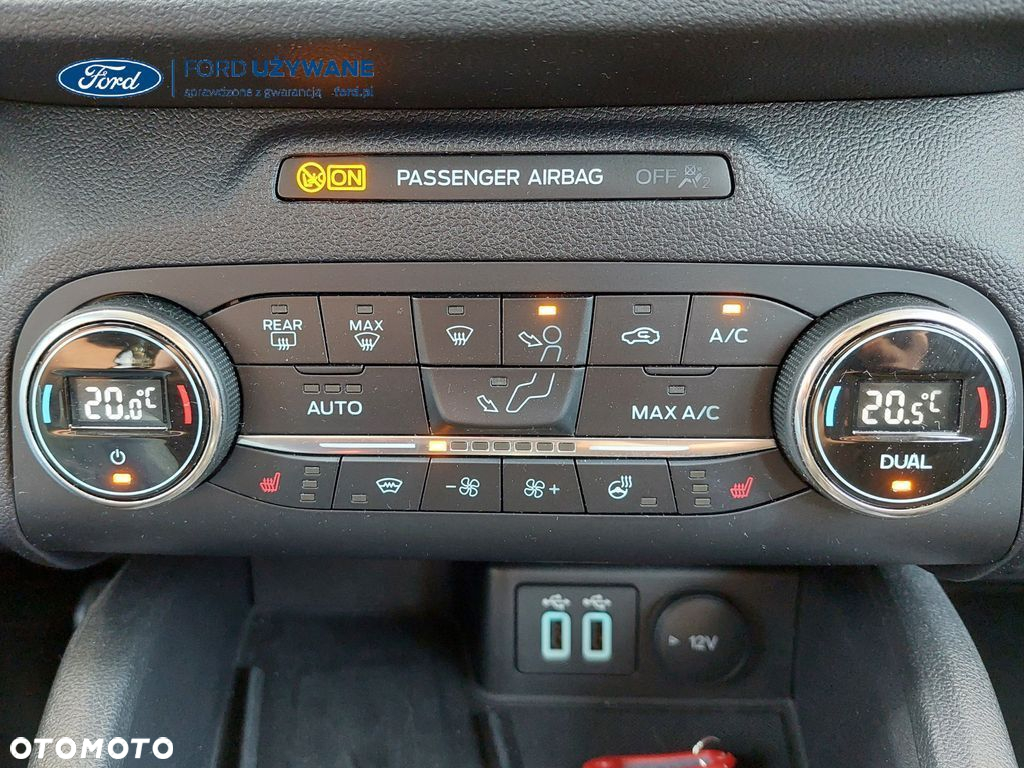 Ford
FORD UŻYWANE
sprawdzone z gwarancją ford.pl
ON PASSENGER AIRBAG OFF 2
REAR MAX A/C
20.0°C AUTO MAX A/C 20.5°C
DUAL
- +
12V
OTOMOTO